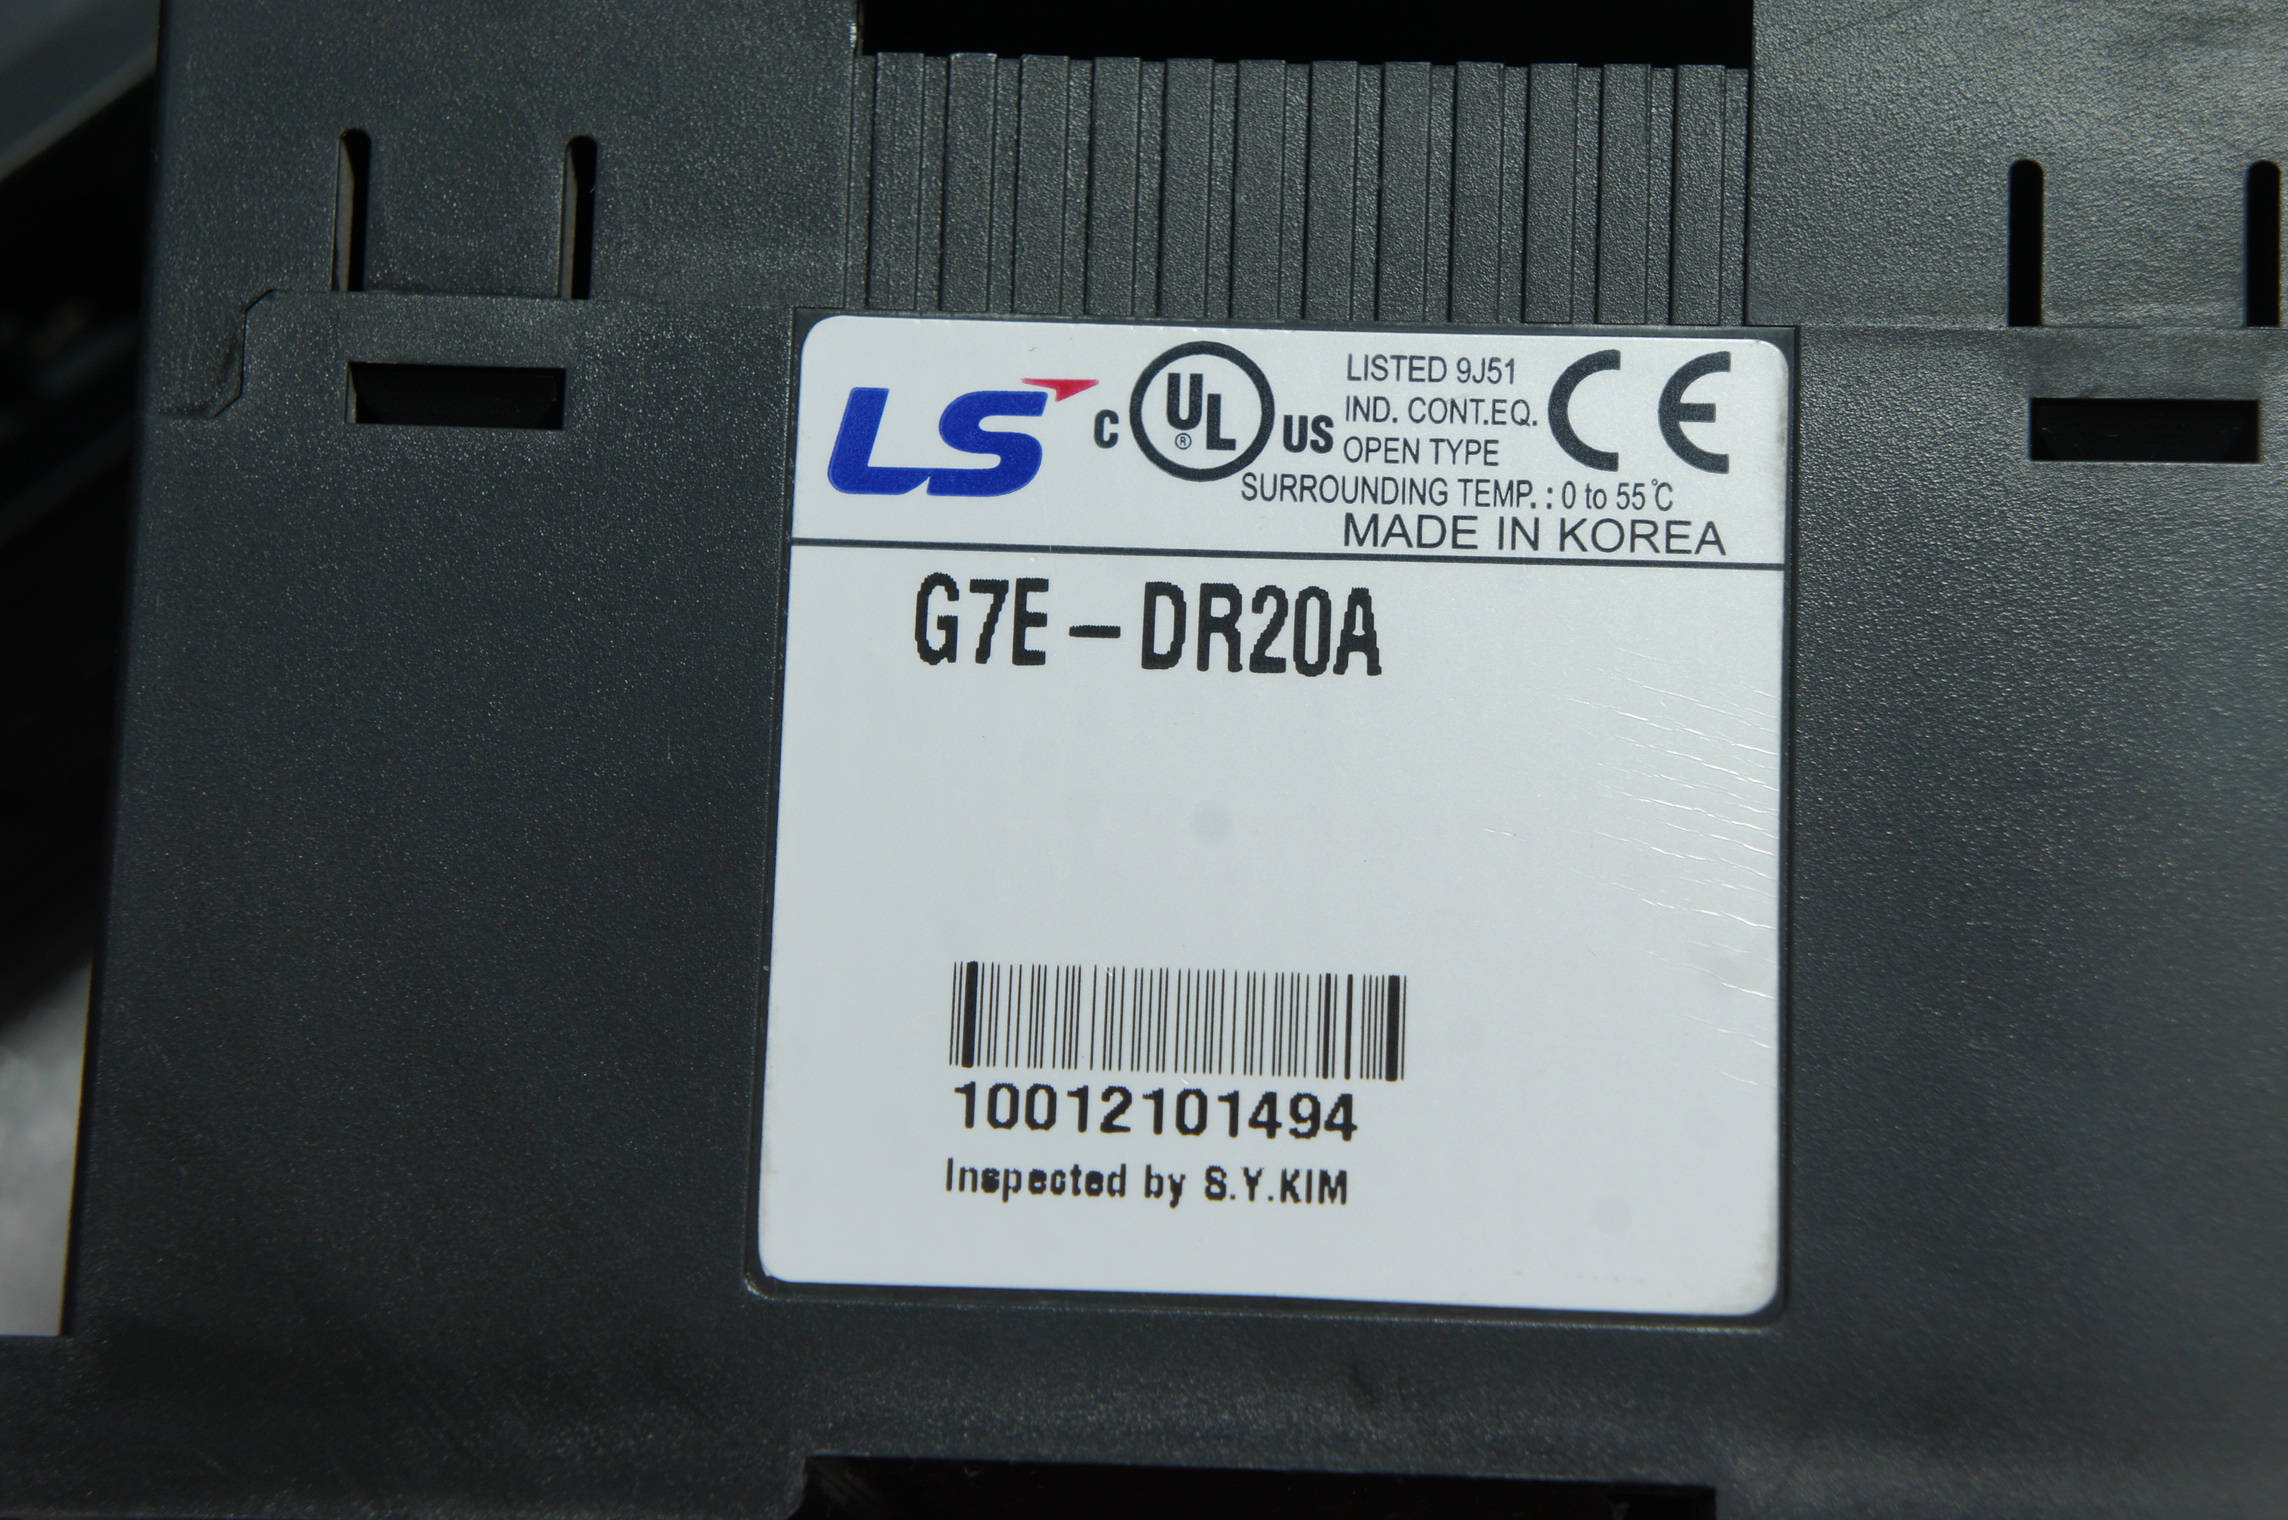 LS
C UL ® US
LISTED 9J51
IND. CONT.EQ.
OPEN TYPE
CE
SURROUNDING TEMP. : 0 to 55℃
MADE IN KOREA
G7E-DR20A
10012101494
Inspected by S.Y.KIM